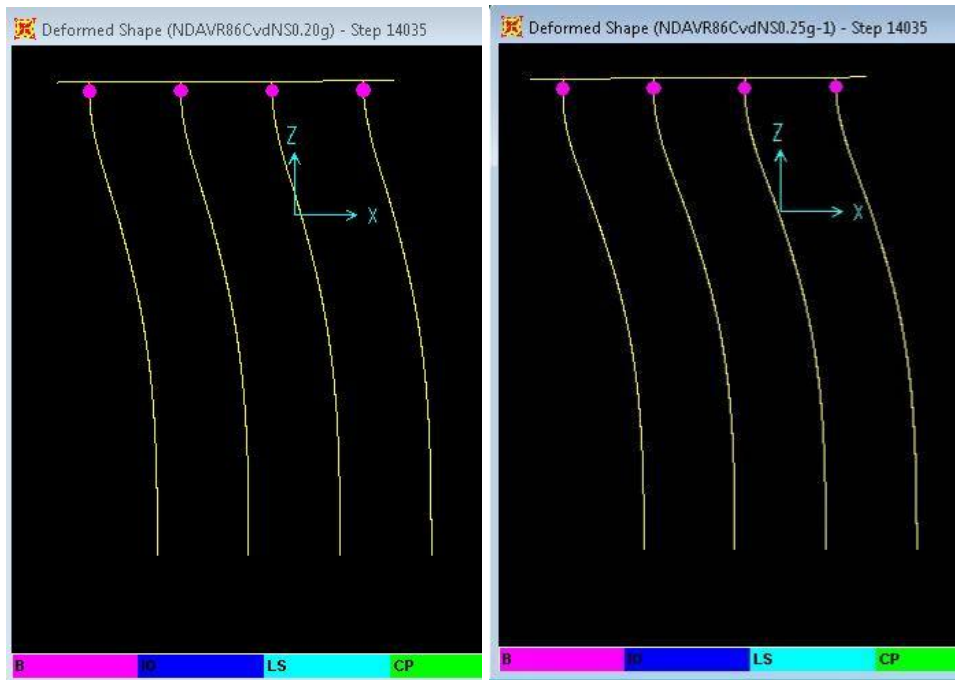 Deformed Shape (NDAVR86CvdNS0.20g) - Step 14035
Z
X
B IO LS CP
Deformed Shape (NDAVR86CvdNS0.25g-1) - Step 14035
Z
X
B IO LS CP